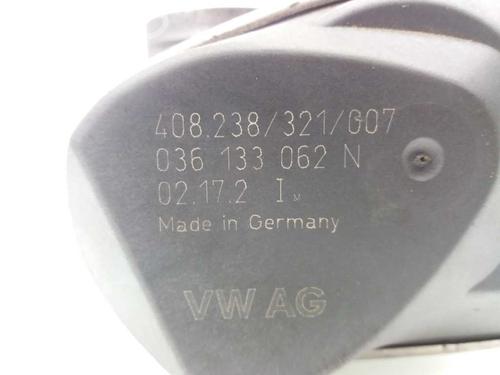 408.238/321/007
036 133 062 N
02.17.2 I M
Made in Germany
VW AG